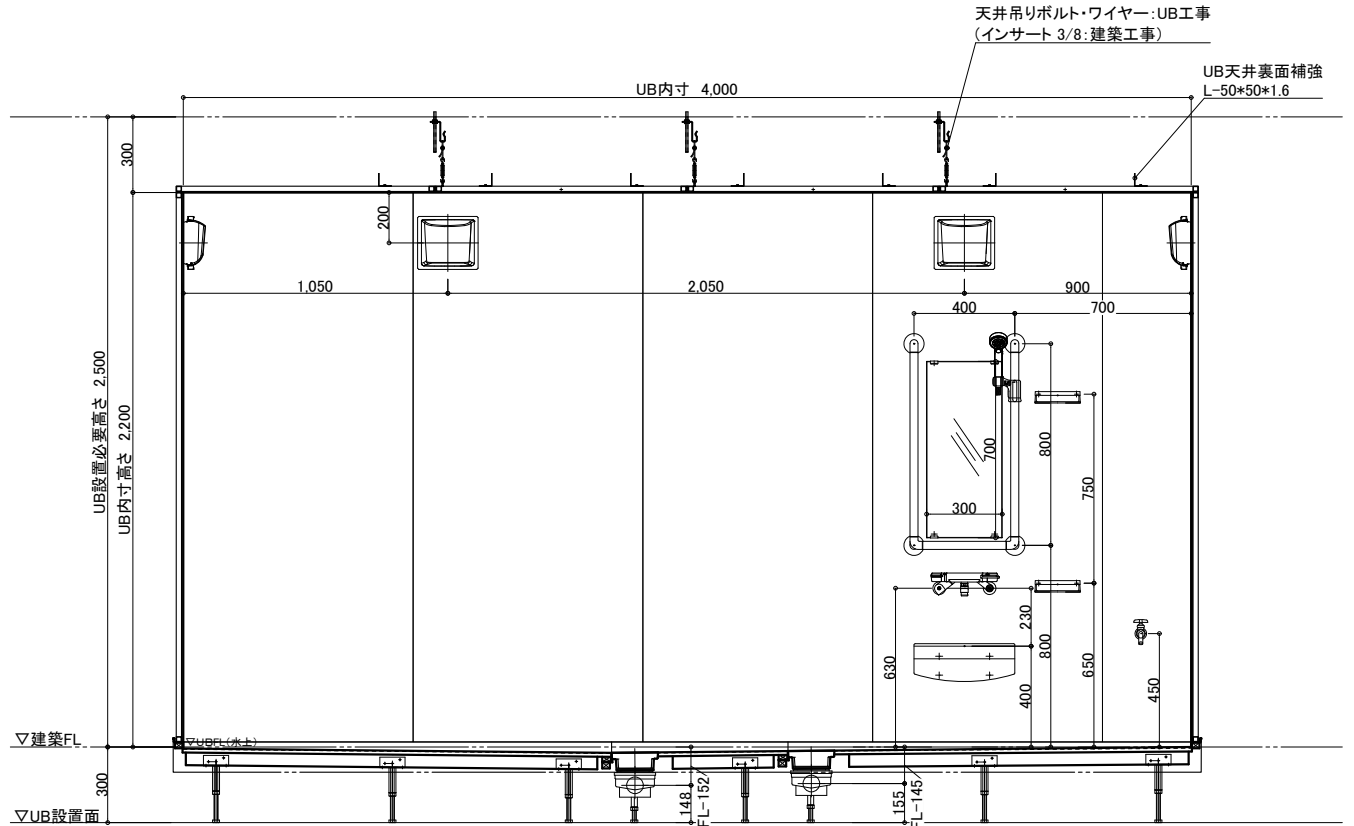 天井吊りボルト・ワイヤー:UB工事
(インサート 3/8:建築工事)
UB天井裏面補強
L-50*50*1.6
UB内寸 4,000
300
200
1,050
2,050
900
400
700
UB設置必要高さ 2,500
UB内寸高さ 2,200
700
800
750
300
230
630
800
650
400
450
▽建築FL
▽UBFL(水上)
300
148
FL-152
155
FL-145
▽UB設置面